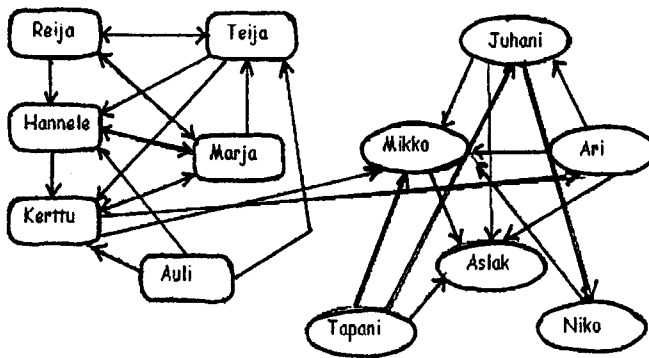 Reija
Teija
Juhani
Hannele
Marja
Mikko
Ari
Kerttu
Auli
Aslak
Tapani
Niko